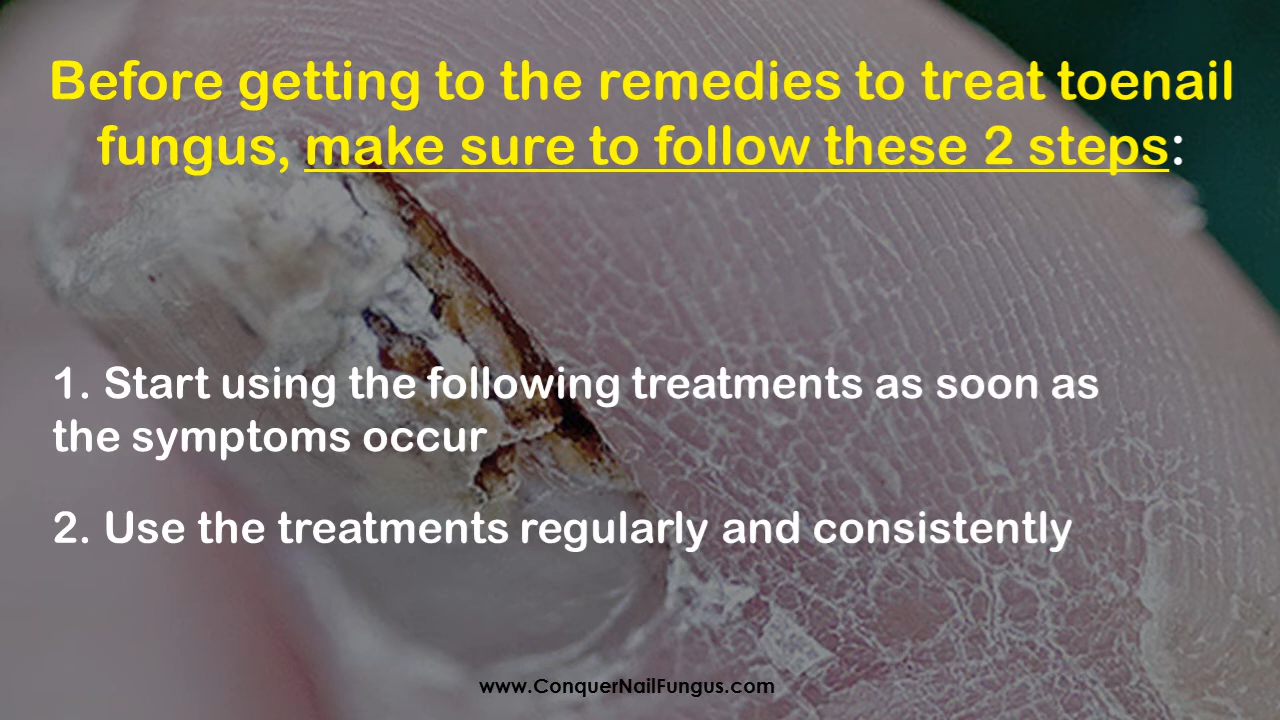 Before getting to the remedies to treat toenail
fungus, make sure to follow these 2 steps:
1. Start using the following treatments as soon as
the symptoms occur
2. Use the treatments regularly and consistently
www.ConquerNailFungus.com